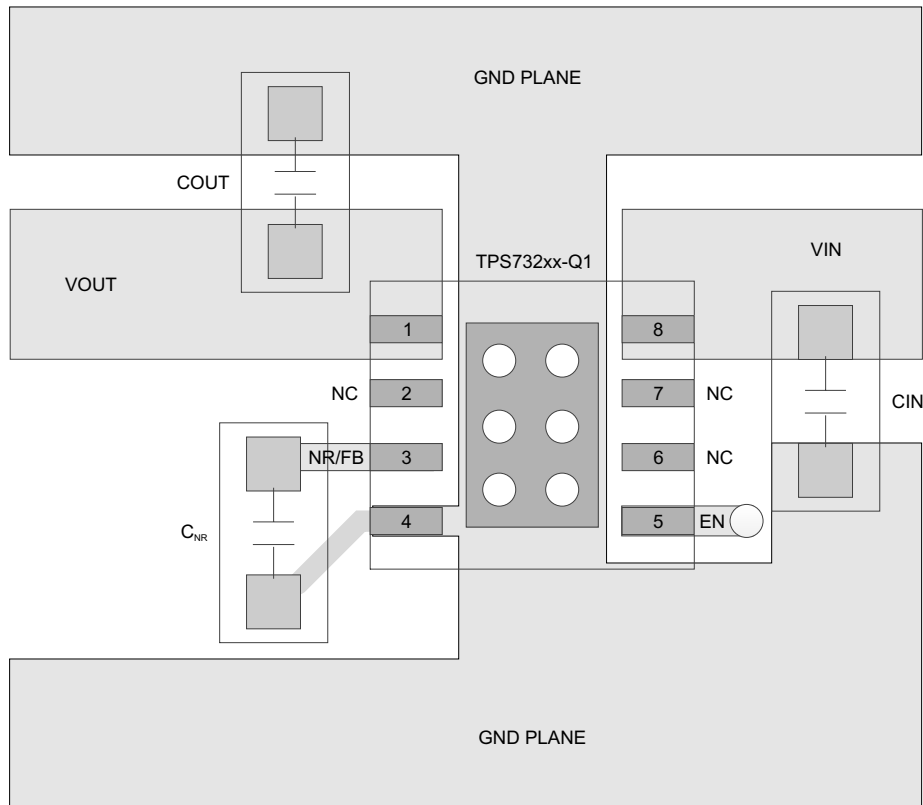 GND PLANE
COUT
TPS732xx-Q1
VIN
VOUT
1
8
NC
2
7
NC
CIN
NR/FB
3
6
NC
4
5
EN
CNR
GND PLANE